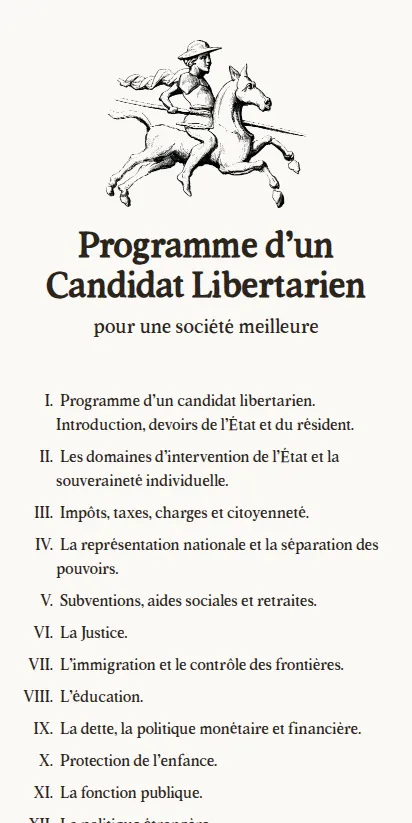 Programme d’un
Candidat Libertarien
pour une société meilleure
I. Programme d’un candidat libertarien.
Introduction, devoirs de l’État et du résident.
II. Les domaines d’intervention de l’État et la
souveraineté individuelle.
III. Impôts, taxes, charges et citoyenneté.
IV. La représentation nationale et la séparation des
pouvoirs.
V. Subventions, aides sociales et retraites.
VI. La Justice.
VII. L’immigration et le contrôle des frontières.
VIII. L’éducation.
IX. La dette, la politique monétaire et financière.
X. Protection de l’enfance.
XI. La fonction publique.
XII. La politique étrangère.